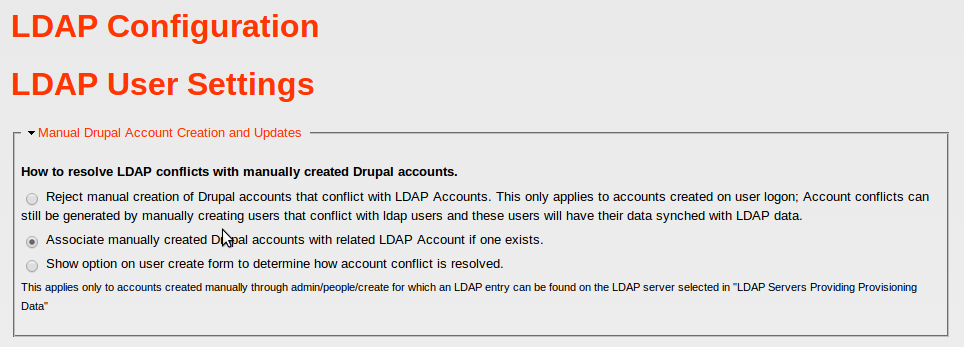 LDAP Configuration
LDAP User Settings
Manual Drupal Account Creation and Updates
How to resolve LDAP conflicts with manually created Drupal accounts.
Reject manual creation of Drupal accounts that conflict with LDAP Accounts. This only applies to accounts created on user logon; Account conflicts can
still be generated by manually creating users that conflict with ldap users and these users will have their data synched with LDAP data.
Associate manually created Drupal accounts with related LDAP Account if one exists.
Show option on user create form to determine how account conflict is resolved.
This applies only to accounts created manually through admin/people/create for which an LDAP entry can be found on the LDAP server selected in "LDAP Servers Providing Provisioning
Data"